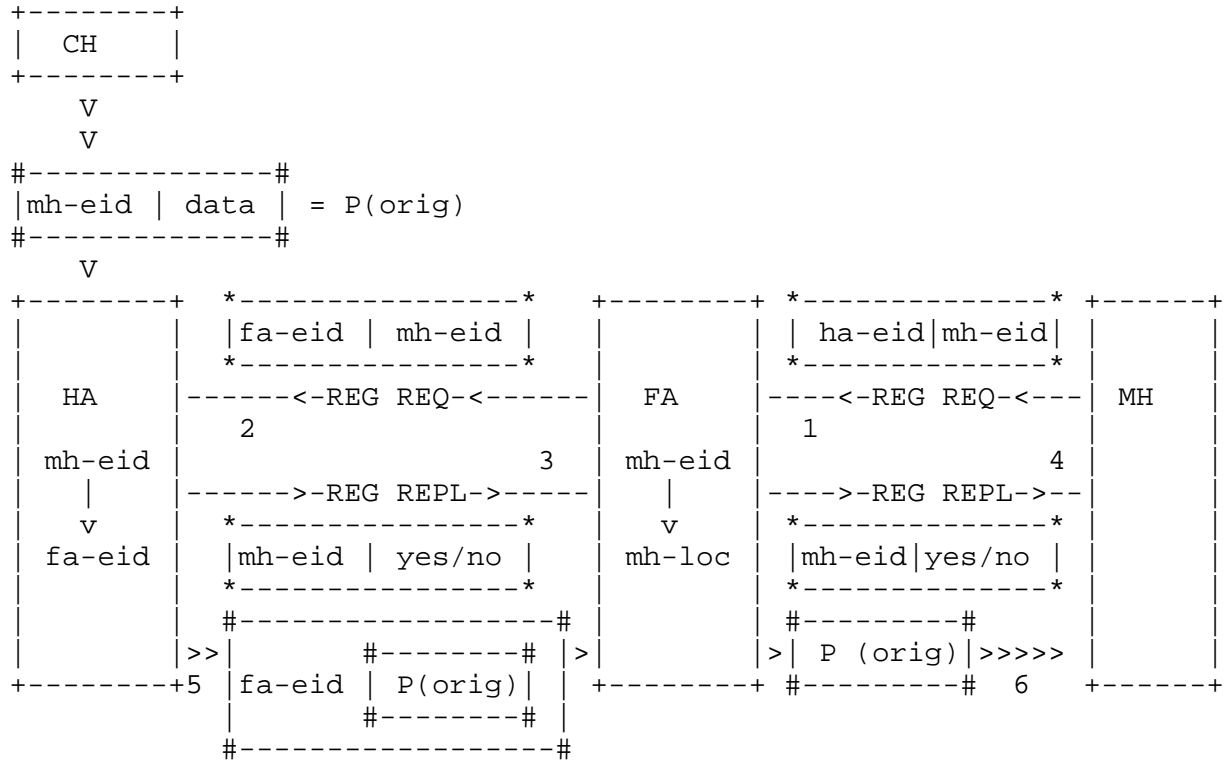 +--------+
|   CH   |
+--------+
    V
    V
#--------------#
|mh-eid | data | = P(orig)
#--------------#
    V
+--------+  *----------------*   +--------+ *--------------* +------+
|        |  |fa-eid | mh-eid |   |        | | ha-eid|mh-eid| |      |
|        |  *----------------*   |        | *--------------* |      |
|  HA    |------<-REG REQ-<------|  FA    |----<-REG REQ-<---| MH   |
|        |   2                   |        | 1                |      |
| mh-eid |                     3 | mh-eid |                4 |      |
|   |    |------>-REG REPL->-----|   |    |---->-REG REPL->--|      |
|   v    |  *----------------*   |   v    | *--------------* |      |
| fa-eid |  |mh-eid | yes/no |   | mh-loc | |mh-eid|yes/no | |      |
|        |  *----------------*   |        | *--------------* |      |
|        |  #------------------# |        | #---------#      |      |
|        |>>|       #--------# |>|        |>| P (orig)|>>>>> |      |
+--------+5 |fa-eid | P(orig)| | +--------+ #---------#  6   +------+
            |       #--------# |
            #------------------#